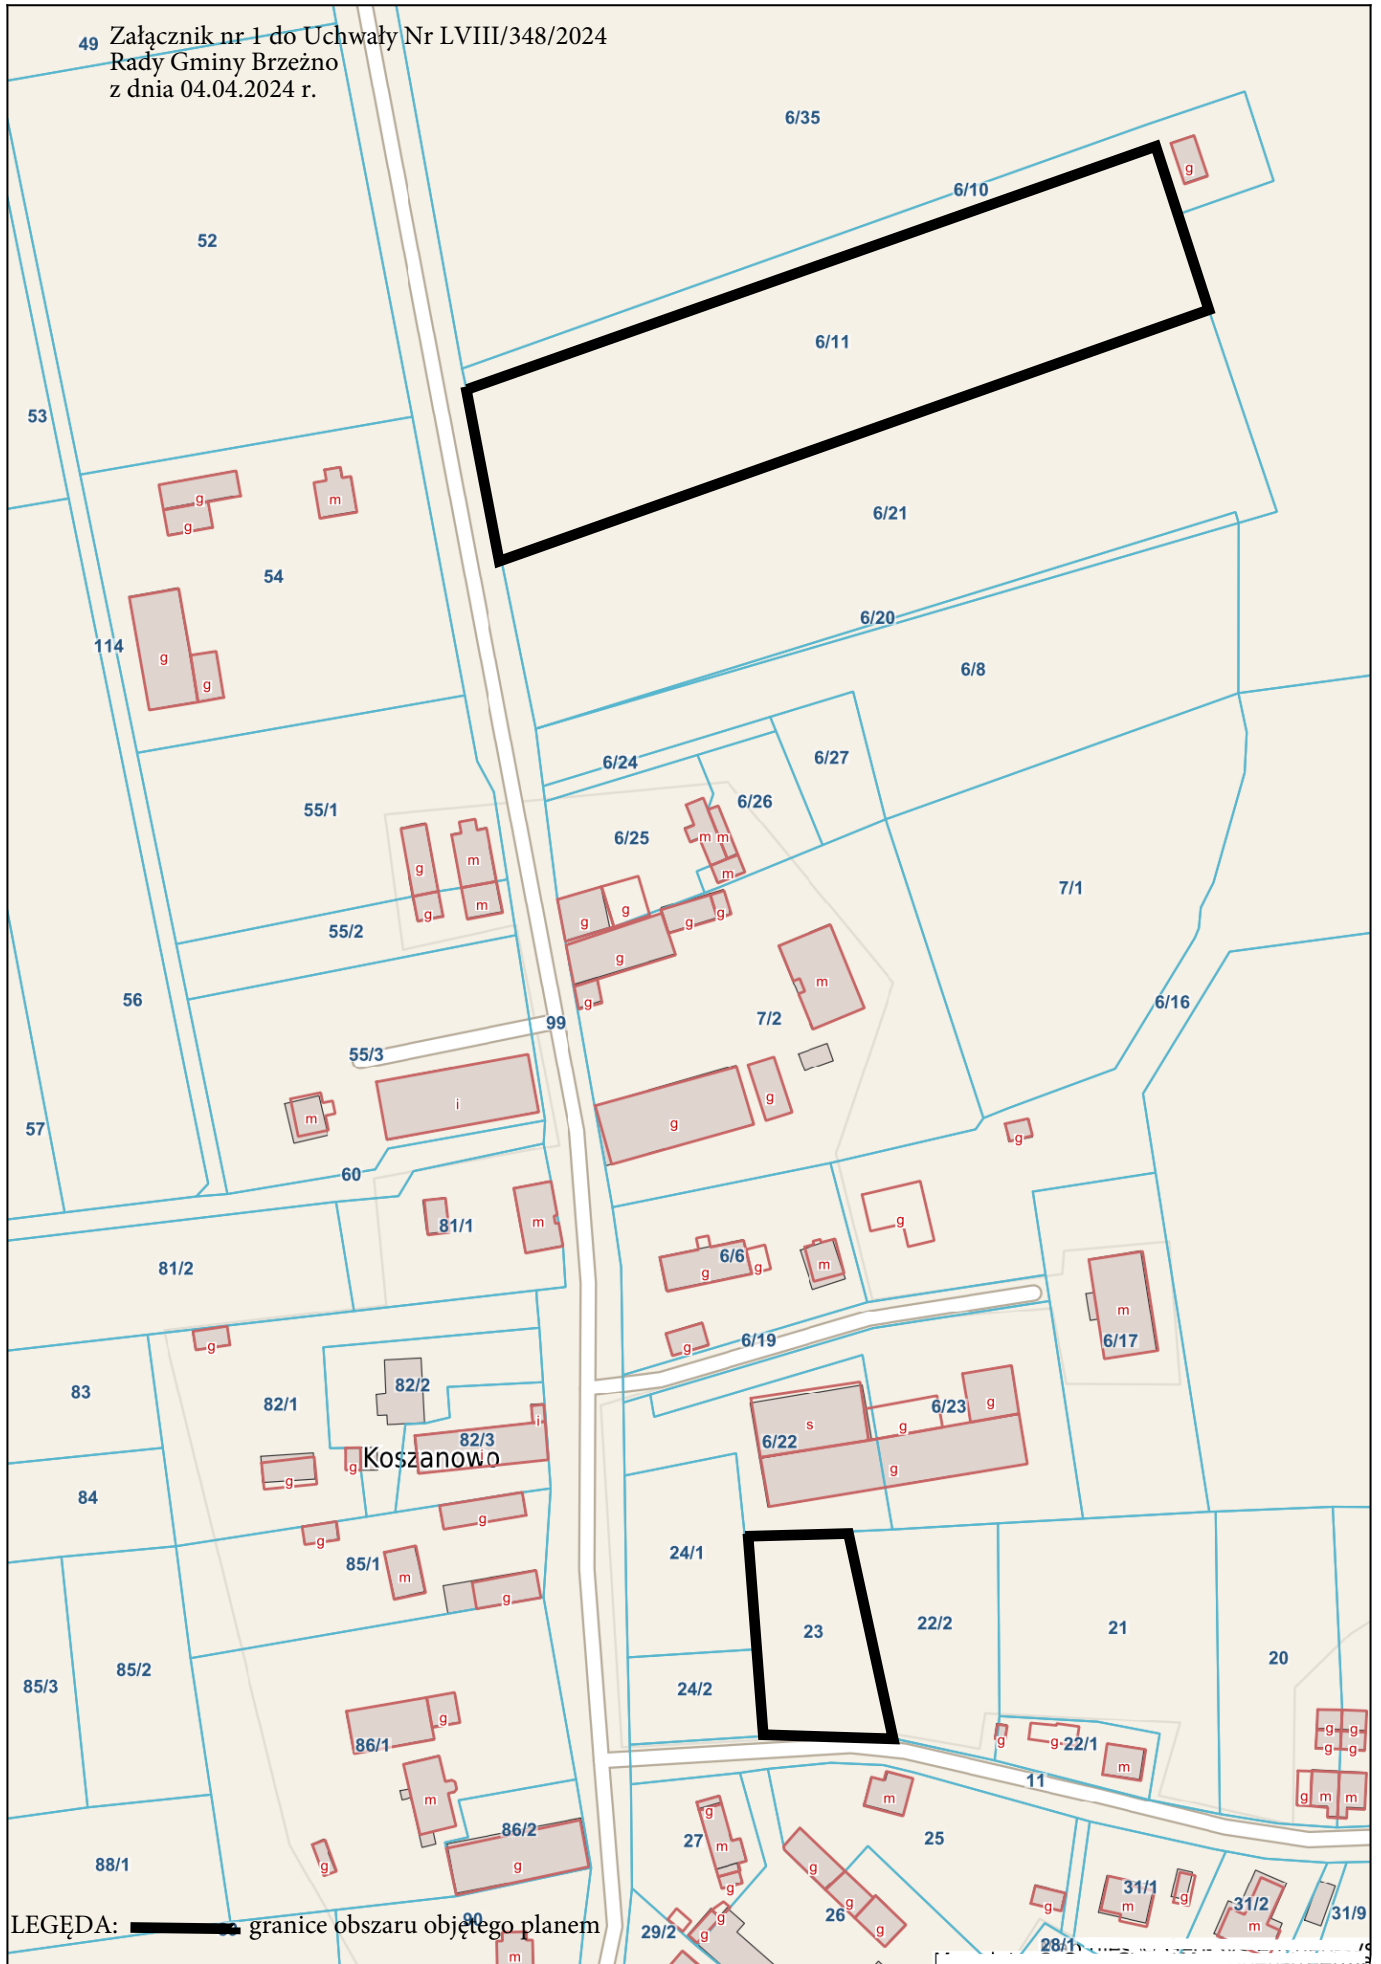 49
Załącznik nr 1 do Uchwały Nr LVIII/348/2024
Rady Gminy Brzeżno
z dnia 04.04.2024 r.
6/35
g
6/10
52
6/11
53
g
m
g
6/21
54
6/20
114
g
6/8
g
6/24
6/27
55/1
6/26
6/25
m
m
g
m
m
7/1
g
m
g
g
g
g
g
55/2
g
m
56
g
6/16
7/2
99
55/3
g
i
m
g
57
g
60
81/1
m
g
6/6
g
g
m
81/2
m
g
g
6/19
6/17
83
82/1
82/2
6/23
g
i
s
g
82/3
6/22
Koszanowo
g
g
g
84
g
g
24/1
85/1
m
g
23
22/2
21
20
85/2
85/3
24/2
g
86/1
g
g
22/1
g
g
g
g
m
11
m
m
g
m
m
g
86/2
27
m
25
88/1
g
g
g
g
31/1
g
g
m
g
31/2
31/9
26
g
g
g
m
LEGĘDA: granice obszaru objętego planem
90
29/2
28/1
m